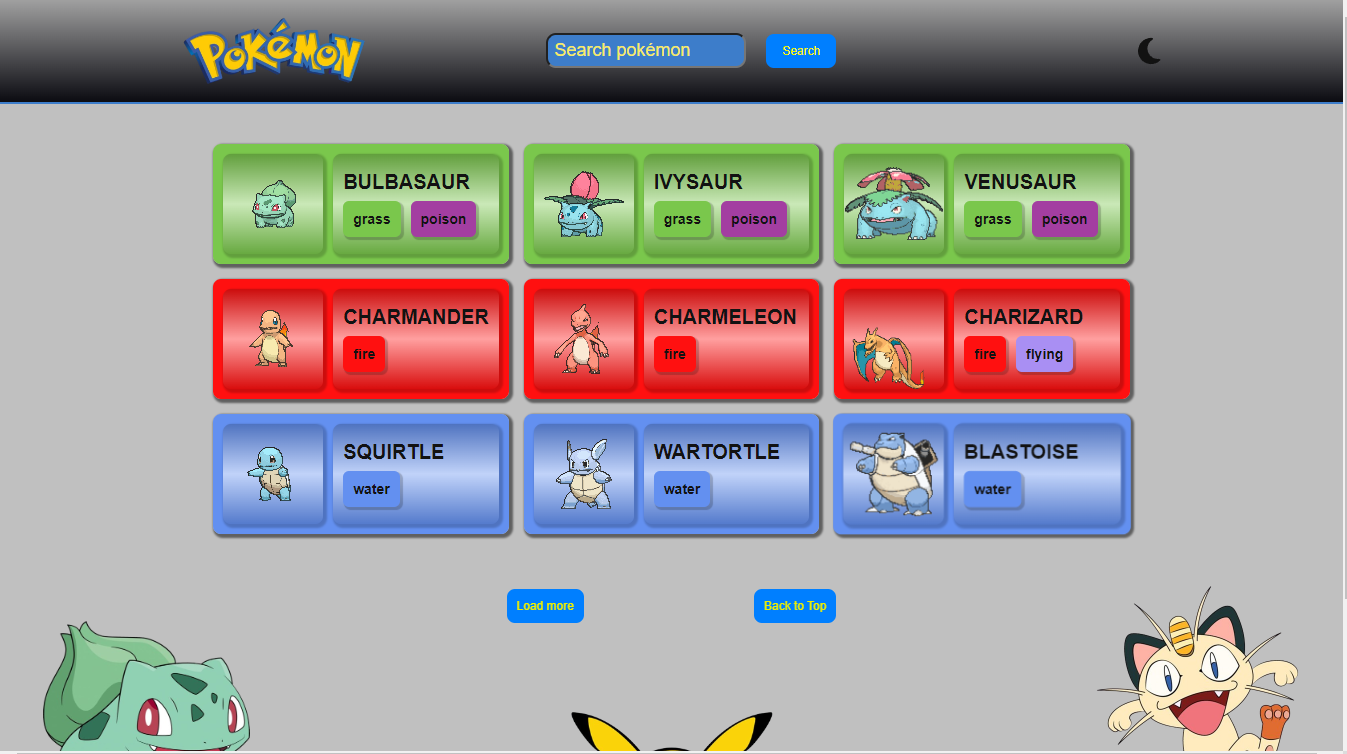 POKéMON
Search pokémon
Search
BULBASAUR
grass poison
IVYSAUR
grass poison
VENUSAUR
grass poison
CHARMANDER
fire
CHARMELEON
fire
CHARIZARD
fire flying
SQUIRTLE
water
WARTORTLE
water
BLASTOISE
water
Load more
Back to Top